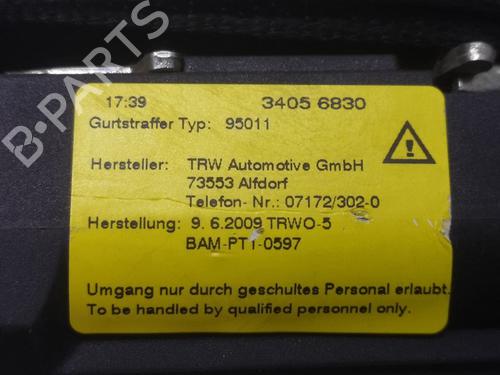 17:39 3405 6830
Gurtstraffer Typ: 95011
Hersteller: TRW Automotive GmbH
73553 Alfdorf
Telefon- Nr.: 07172/302-0
Herstellung: 9. 6.2009 TRWO-5
BAM-PT1-0597
Umgang nur durch geschultes Personal erlaubt.
To be handled by qualified personnel only.
B-PARTS